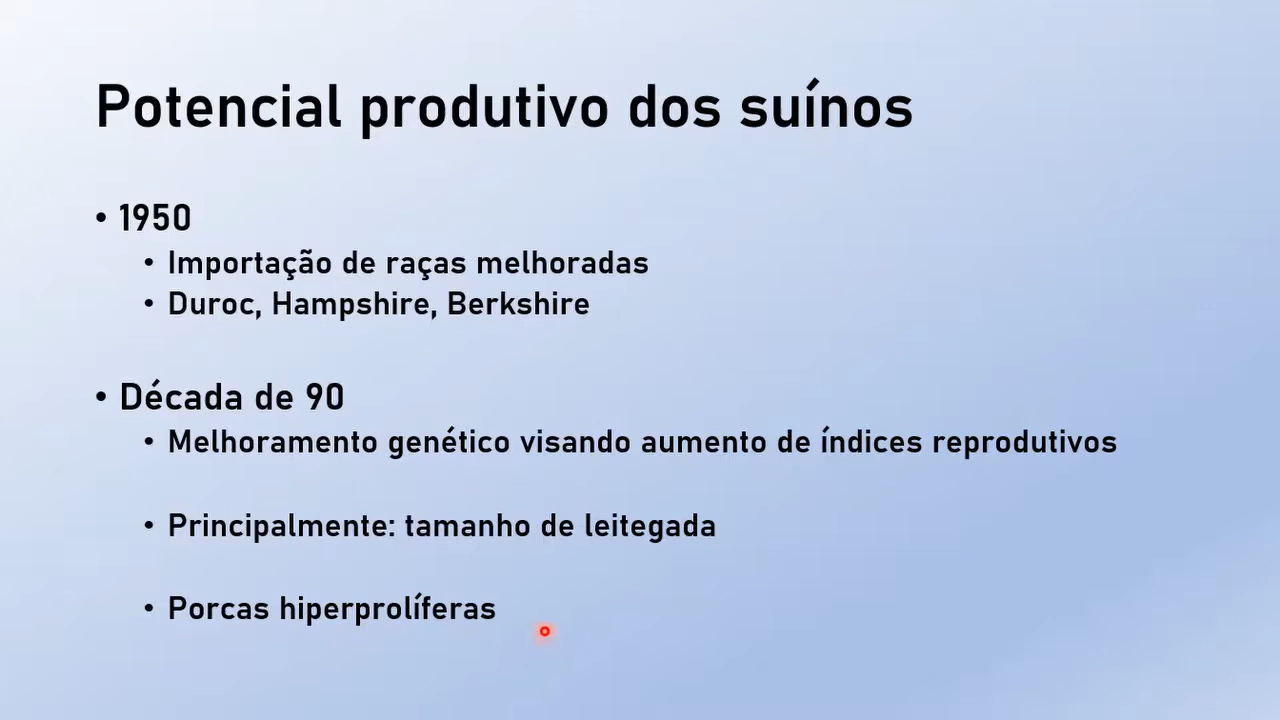 Potencial produtivo dos suínos
• 1950
• Importação de raças melhoradas
• Duroc, Hampshire, Berkshire
• Década de 90
• Melhoramento genético visando aumento de índices reprodutivos
• Principalmente: tamanho de leitegada
• Porcas hiperprolíferas